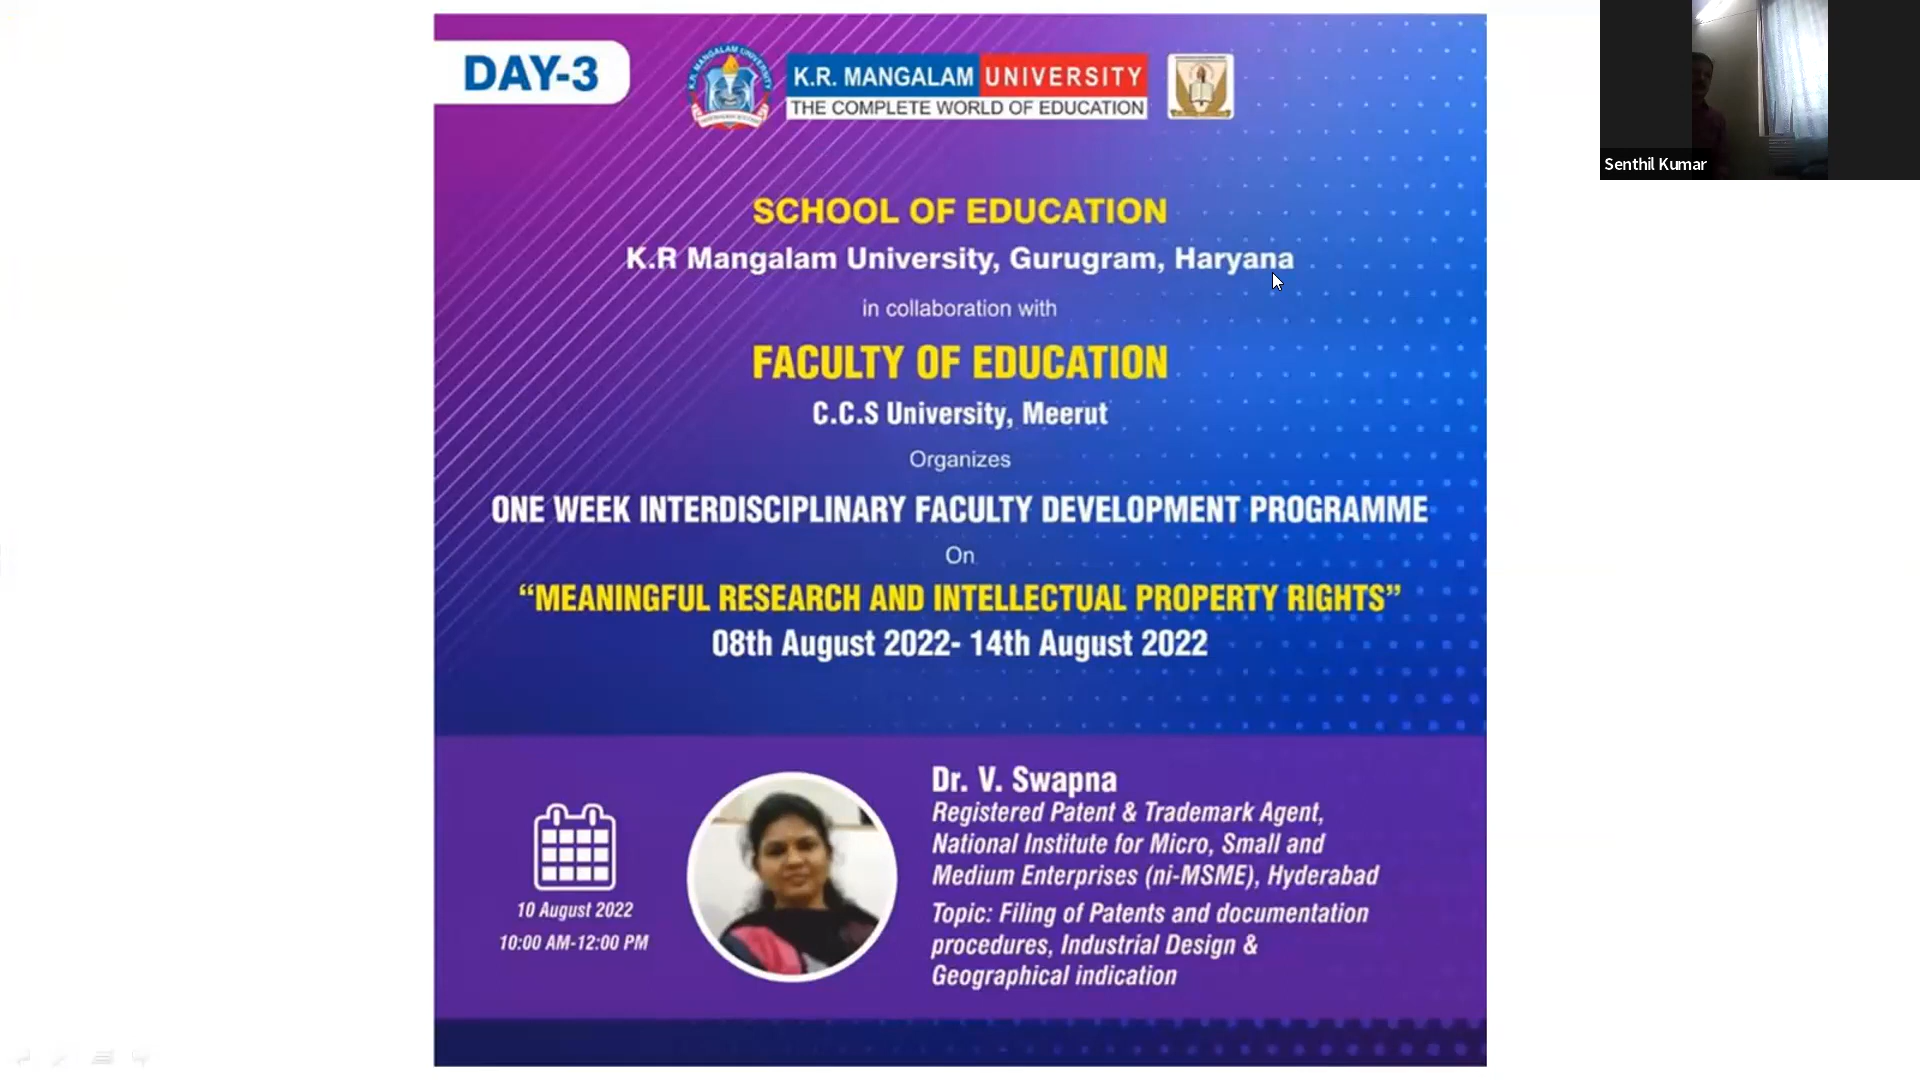 DAY-3
K.R. MANGALAM UNIVERSITY
K.R. MANGALAM UNIVERSITY
THE COMPLETE WORLD OF EDUCATION
Senthil Kumar
SCHOOL OF EDUCATION
K.R Mangalam University, Gurugram, Haryana
in collaboration with
FACULTY OF EDUCATION
C.C.S University, Meerut
Organizes
ONE WEEK INTERDISCIPLINARY FACULTY DEVELOPMENT PROGRAMME
On
“MEANINGFUL RESEARCH AND INTELLECTUAL PROPERTY RIGHTS”
08th August 2022- 14th August 2022
10 August 2022
10:00 AM-12:00 PM
Dr. V. Swapna
Registered Patent & Trademark Agent,
National Institute for Micro, Small and
Medium Enterprises (ni-MSME), Hyderabad
Topic: Filing of Patents and documentation
procedures, Industrial Design &
Geographical indication